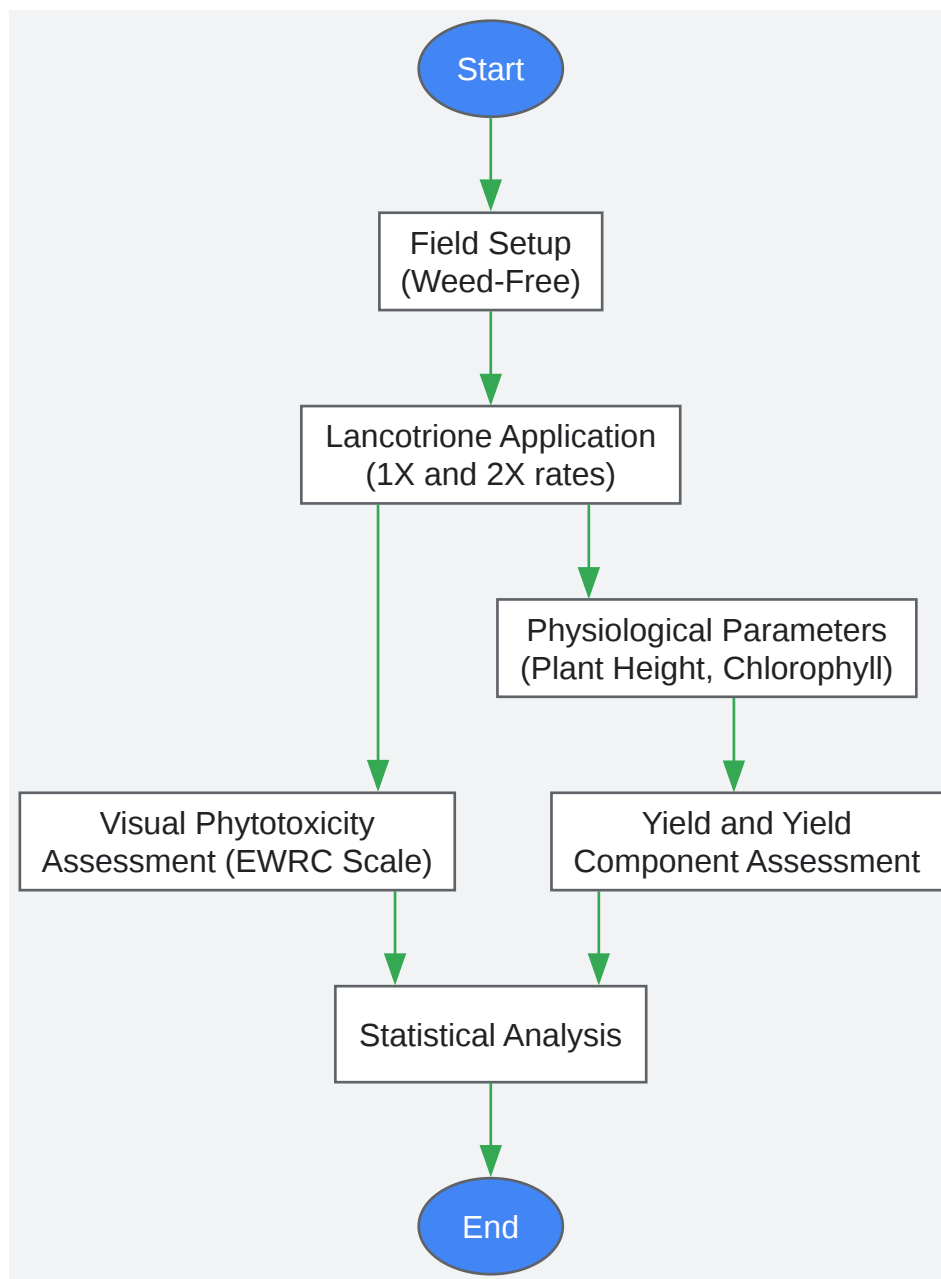 Start
Field Setup
(Weed-Free)
Lancotrione Application
(1X and 2X rates)
Physiological Parameters
(Plant Height, Chlorophyll)
Visual Phytotoxicity
Assessment (EWRC Scale)
Yield and Yield
Component Assessment
Statistical Analysis
End